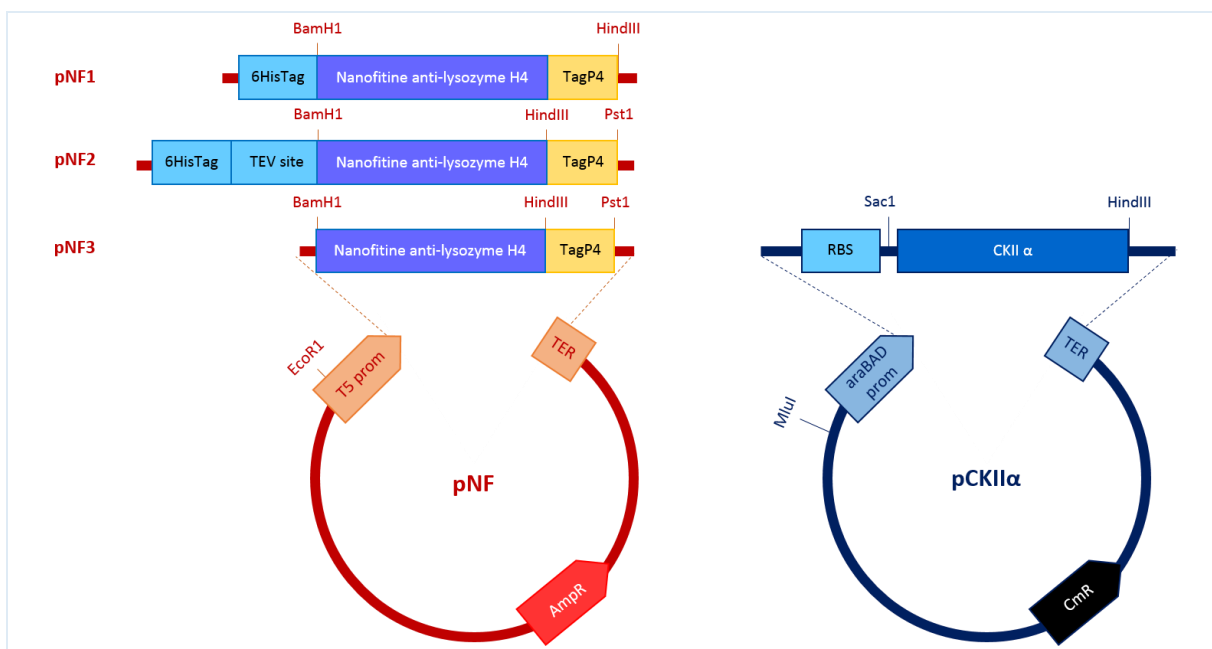 BamH1 HindIII
pNF1 6HisTag Nanofitine anti-lysozyme H4 TagP4
BamH1 HindIII Pst1
pNF2 6HisTag TEV site Nanofitine anti-lysozyme H4 TagP4
BamH1 HindIII Pst1
pNF3 Nanofitine anti-lysozyme H4 TagP4
Sac1 HindIII
RBS CKII α
EcoR1
T5 prom
TER
pNF
AmpR
MluI
araBAD
prom
TER
pCKIIα
CmR